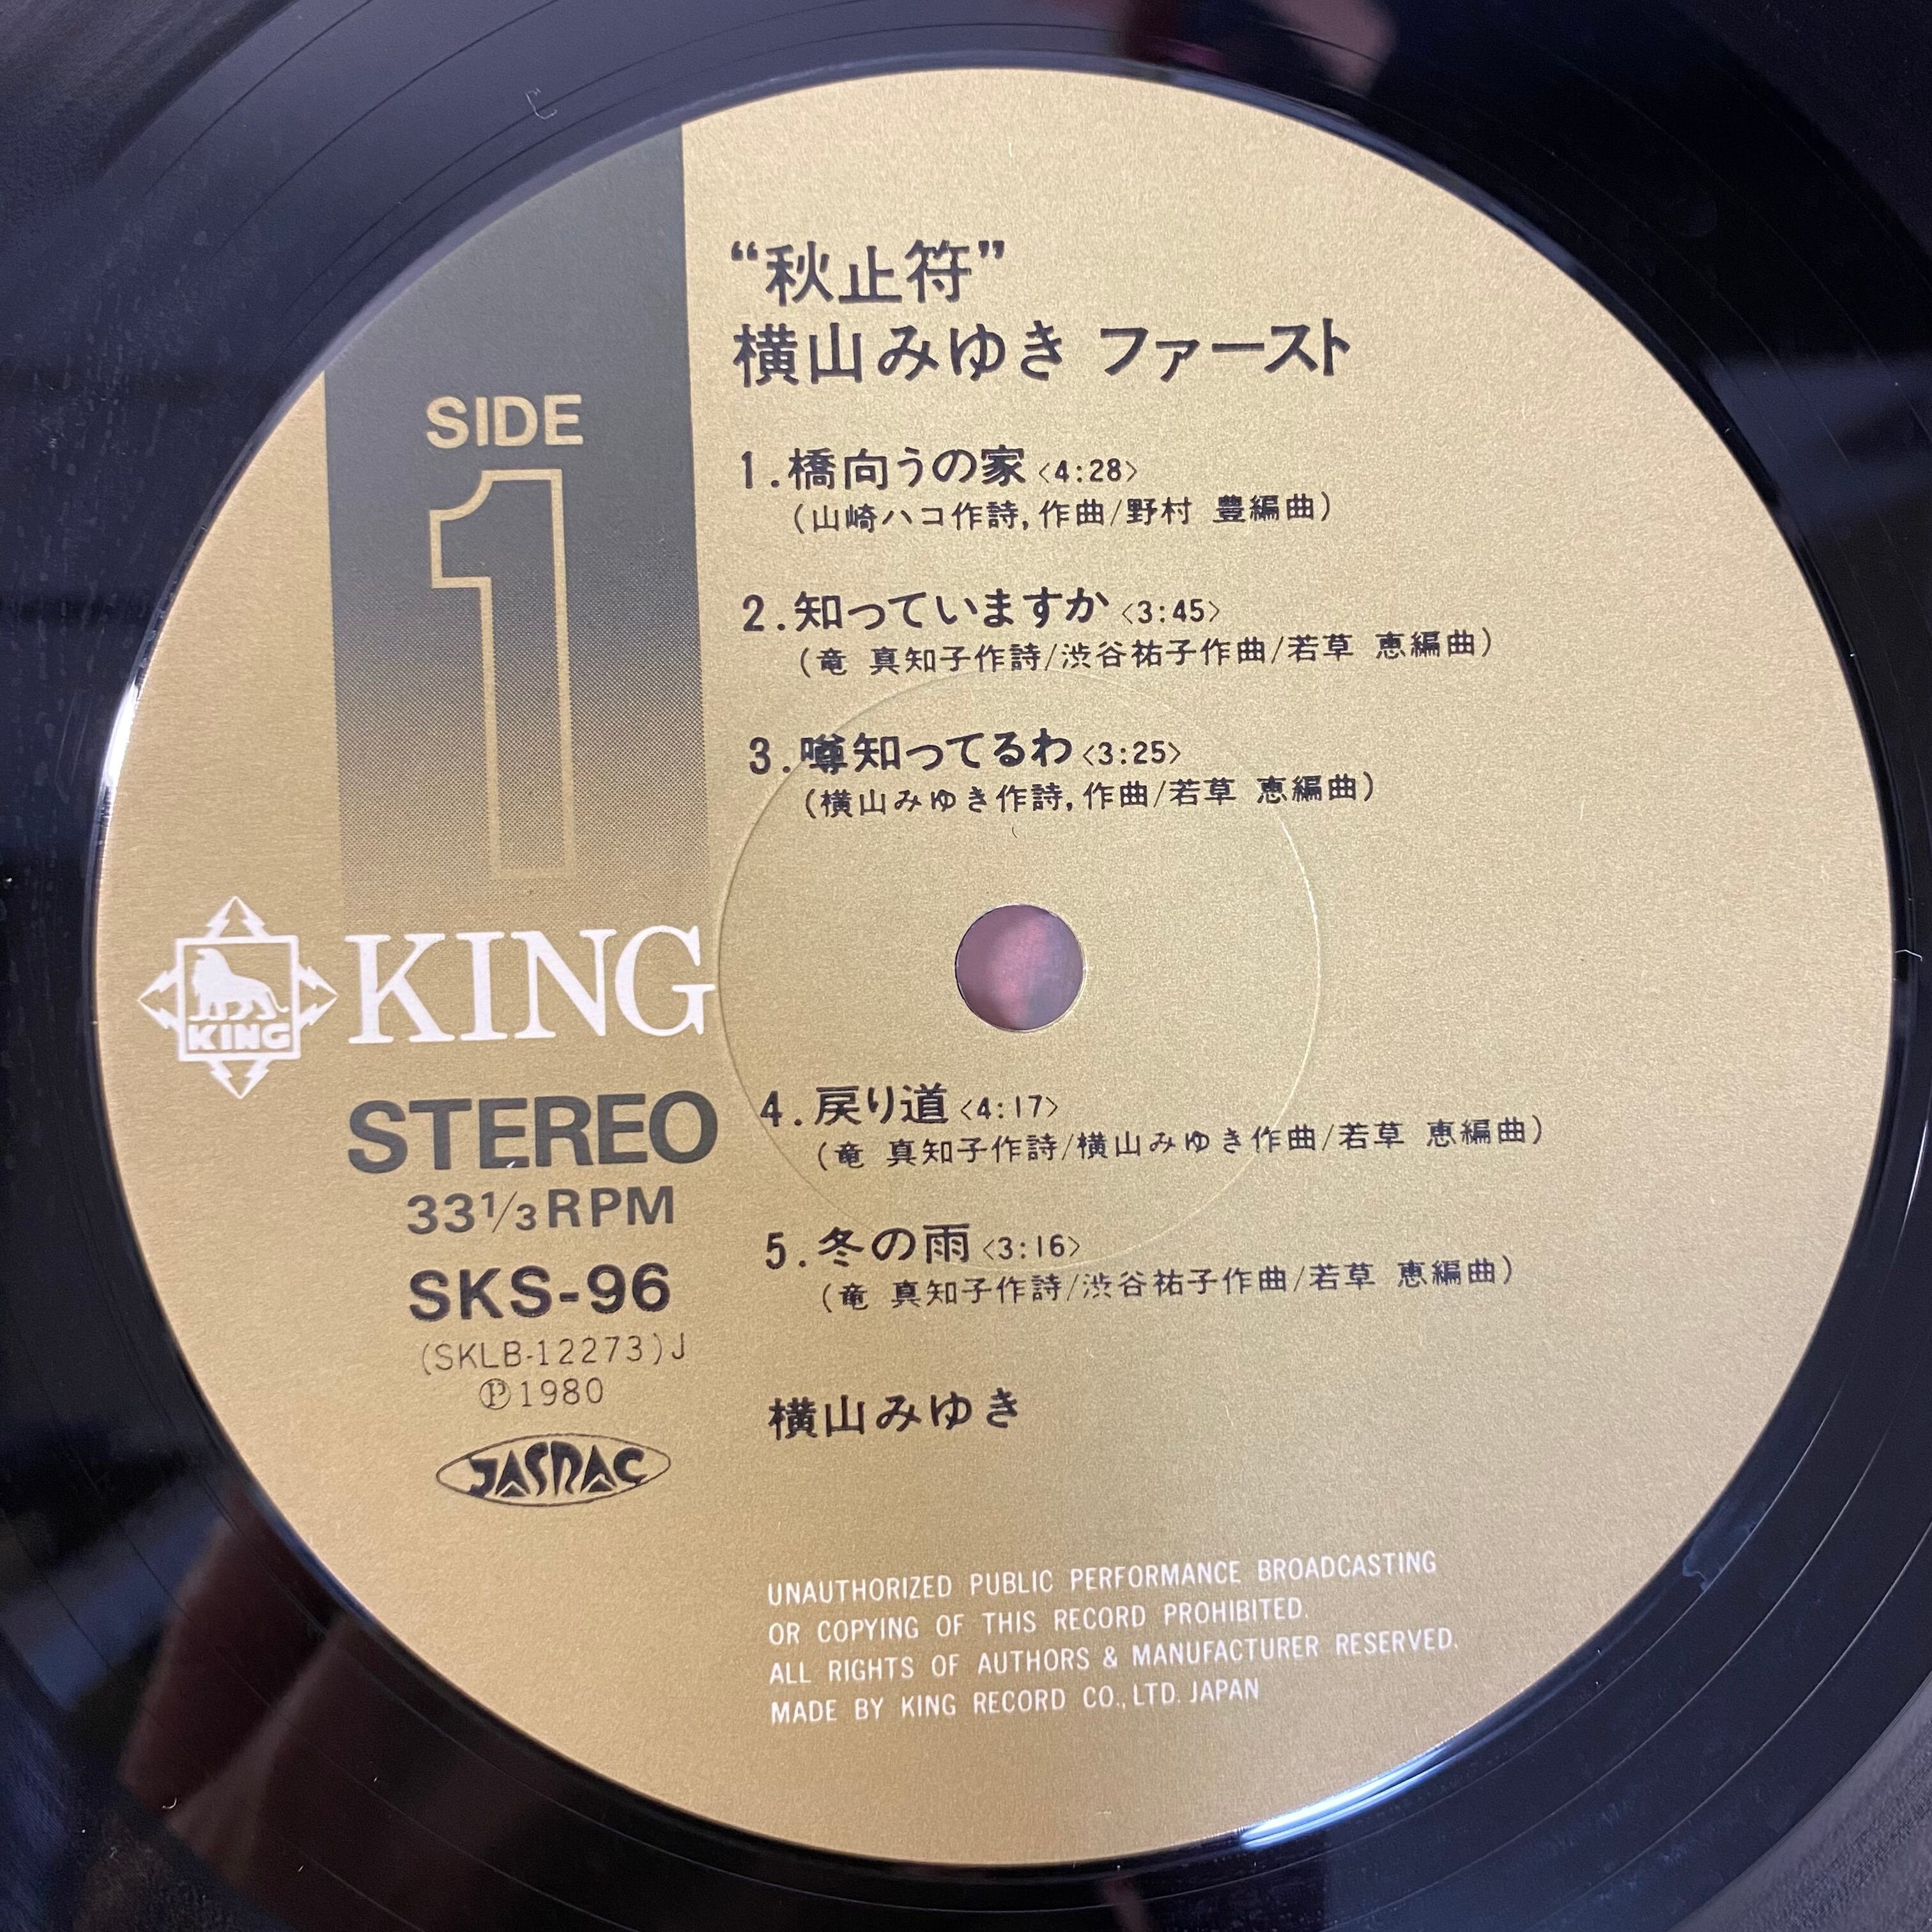 “秋止符”
横山みゆき ファースト
SIDE
1
1.橋向うの家〈4:28〉
(山崎ハコ作詩,作曲/野村 豊編曲)
2.知っていますか〈3:45〉
(竜 真知子作詩/渋谷祐子作曲/若草 恵編曲)
3.噂知ってるわ〈3:25〉
(横山みゆき作詩,作曲/若草 恵編曲)
KING
KING
STEREO
33⅓RPM
SKS-96
(SKLB-12273)J
Ⓟ1980
JASRAC
4.戻り道〈4:17〉
(竜 真知子作詩/横山みゆき作曲/若草 恵編曲)
5.冬の雨〈3:16〉
(竜 真知子作詩/渋谷祐子作曲/若草 恵編曲)
横山みゆき
UNAUTHORIZED PUBLIC PERFORMANCE BROADCASTING
OR COPYING OF THIS RECORD PROHIBITED.
ALL RIGHTS OF AUTHORS & MANUFACTURER RESERVED.
MADE BY KING RECORD CO., LTD. JAPAN